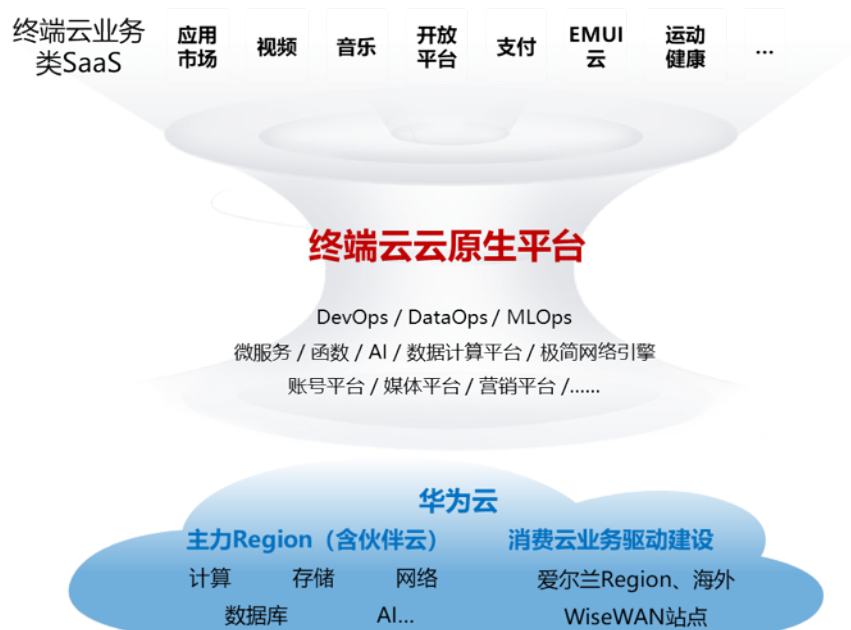 终端云业务
类SaaS
应用
市场
视频
音乐
开放
平台
支付
EMUI
云
运动
健康
...
终端云云原生平台
DevOps / DataOps / MLOps
微服务 / 函数 / AI / 数据计算平台 / 极简网络引擎
账号平台 / 媒体平台 / 营销平台 /......
华为云
主力Region（含伙伴云）
消费云业务驱动建设
计算 存储 网络
爱尔兰Region、海外
数据库 AI...
WiseWAN站点